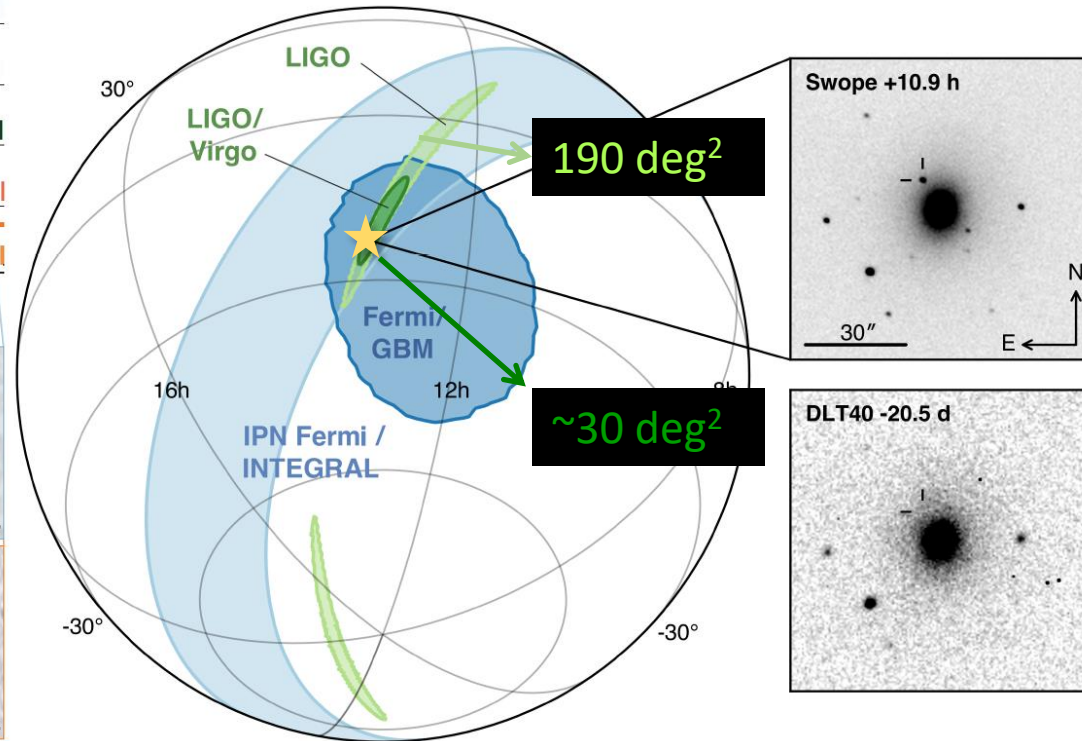 LIGO
30°
LIGO/
Virgo
190 deg²
Fermi/
GBM
16h
12h
~30 deg²
IPN Fermi /
INTEGRAL
-30°
-30°
Swope +10.9 h
N
E
30″
DLT40 -20.5 d